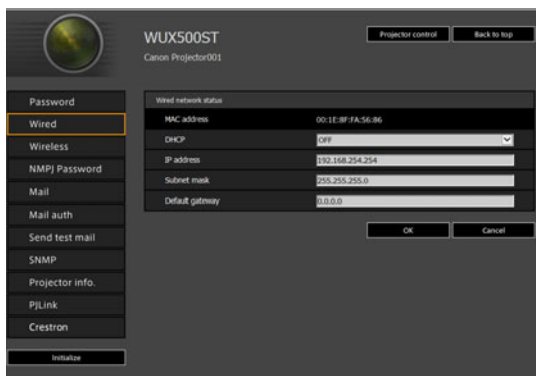 WUX500ST
Projector control
Back to top
Canon Projector001
Password
Wired
Wireless
NMPJ Password
Mail
Mail auth
Send test mail
SNMP
Projector info.
PJLink
Crestron
Initialize
Wired network status
MAC address 00:1E:8F:FA:56:86
DHCP OFF
IP address 192.168.254.254
Subnet mask 255.255.255.0
Default gateway 0.0.0.0
OK
Cancel